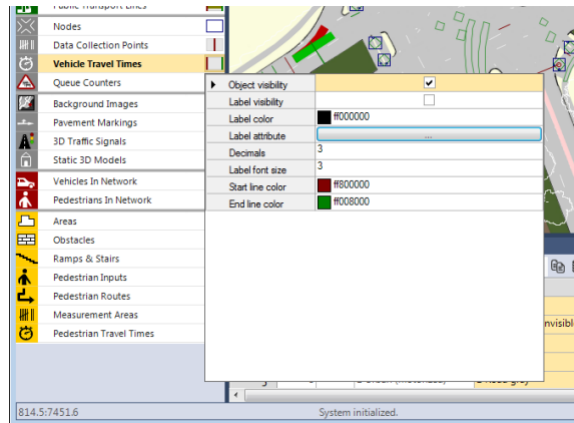 Public Transport Lines
Nodes
Data Collection Points
Vehicle Travel Times
Queue Counters
Background Images
Pavement Markings
3D Traffic Signals
Static 3D Models
Vehicles In Network
Pedestrians In Network
Areas
Obstacles
Ramps & Stairs
Pedestrian Inputs
Pedestrian Routes
Measurement Areas
Pedestrian Travel Times
Object visibility
Label visibility
Label color ff000000
Label attribute ...
Decimals 3
Label font size 3
Start line color ff800000
End line color ff008000
814.5:7451.6 System initialized.